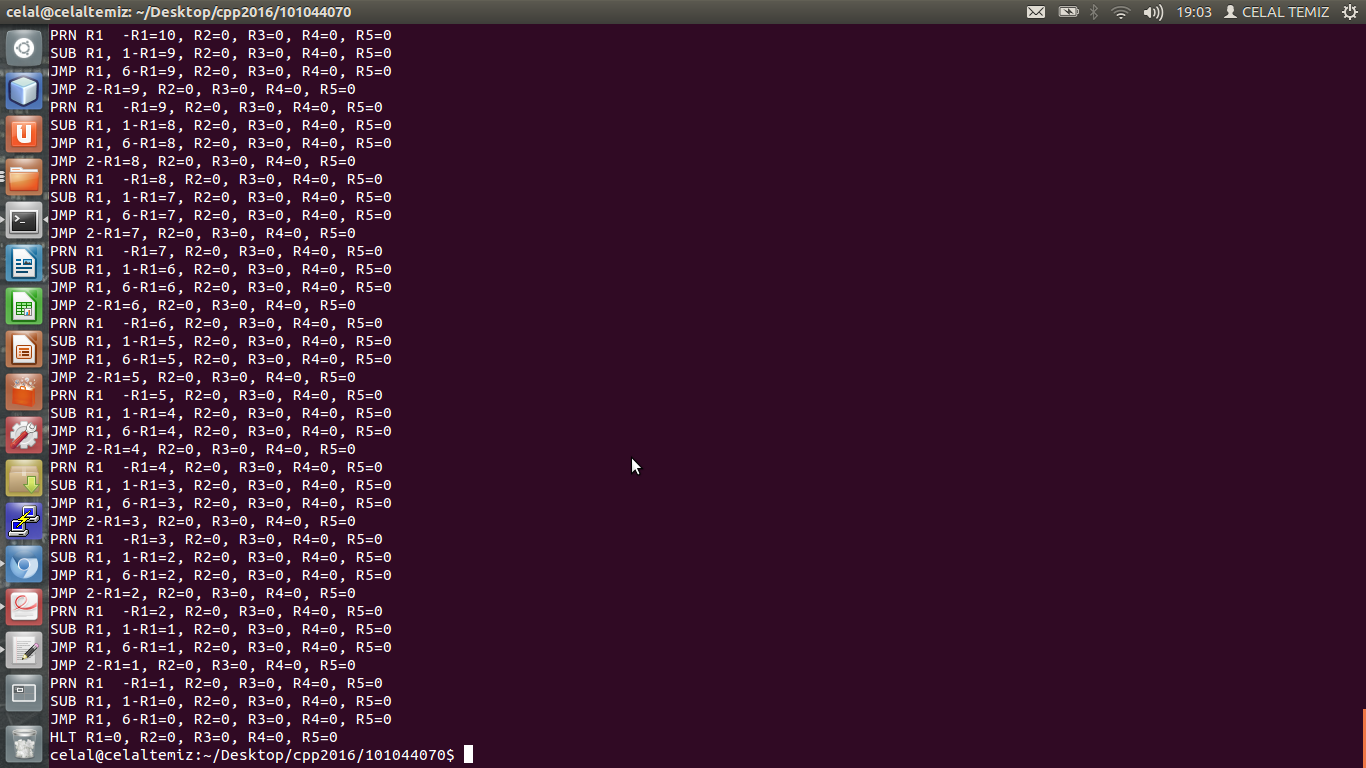 celal@celaltemiz: ~/Desktop/cpp2016/101044070 19:03 CELAL TEMIZ
PRN R1  -R1=10, R2=0, R3=0, R4=0, R5=0
SUB R1, 1-R1=9, R2=0, R3=0, R4=0, R5=0
JMP R1, 6-R1=9, R2=0, R3=0, R4=0, R5=0
JMP 2-R1=9, R2=0, R3=0, R4=0, R5=0
PRN R1  -R1=9, R2=0, R3=0, R4=0, R5=0
SUB R1, 1-R1=8, R2=0, R3=0, R4=0, R5=0
JMP R1, 6-R1=8, R2=0, R3=0, R4=0, R5=0
JMP 2-R1=8, R2=0, R3=0, R4=0, R5=0
PRN R1  -R1=8, R2=0, R3=0, R4=0, R5=0
SUB R1, 1-R1=7, R2=0, R3=0, R4=0, R5=0
JMP R1, 6-R1=7, R2=0, R3=0, R4=0, R5=0
JMP 2-R1=7, R2=0, R3=0, R4=0, R5=0
PRN R1  -R1=7, R2=0, R3=0, R4=0, R5=0
SUB R1, 1-R1=6, R2=0, R3=0, R4=0, R5=0
JMP R1, 6-R1=6, R2=0, R3=0, R4=0, R5=0
JMP 2-R1=6, R2=0, R3=0, R4=0, R5=0
PRN R1  -R1=6, R2=0, R3=0, R4=0, R5=0
SUB R1, 1-R1=5, R2=0, R3=0, R4=0, R5=0
JMP R1, 6-R1=5, R2=0, R3=0, R4=0, R5=0
JMP 2-R1=5, R2=0, R3=0, R4=0, R5=0
PRN R1  -R1=5, R2=0, R3=0, R4=0, R5=0
SUB R1, 1-R1=4, R2=0, R3=0, R4=0, R5=0
JMP R1, 6-R1=4, R2=0, R3=0, R4=0, R5=0
JMP 2-R1=4, R2=0, R3=0, R4=0, R5=0
PRN R1  -R1=4, R2=0, R3=0, R4=0, R5=0
SUB R1, 1-R1=3, R2=0, R3=0, R4=0, R5=0
JMP R1, 6-R1=3, R2=0, R3=0, R4=0, R5=0
JMP 2-R1=3, R2=0, R3=0, R4=0, R5=0
PRN R1  -R1=3, R2=0, R3=0, R4=0, R5=0
SUB R1, 1-R1=2, R2=0, R3=0, R4=0, R5=0
JMP R1, 6-R1=2, R2=0, R3=0, R4=0, R5=0
JMP 2-R1=2, R2=0, R3=0, R4=0, R5=0
PRN R1  -R1=2, R2=0, R3=0, R4=0, R5=0
SUB R1, 1-R1=1, R2=0, R3=0, R4=0, R5=0
JMP R1, 6-R1=1, R2=0, R3=0, R4=0, R5=0
JMP 2-R1=1, R2=0, R3=0, R4=0, R5=0
PRN R1  -R1=1, R2=0, R3=0, R4=0, R5=0
SUB R1, 1-R1=0, R2=0, R3=0, R4=0, R5=0
JMP R1, 6-R1=0, R2=0, R3=0, R4=0, R5=0
HLT R1=0, R2=0, R3=0, R4=0, R5=0
celal@celaltemiz:~/Desktop/cpp2016/101044070$